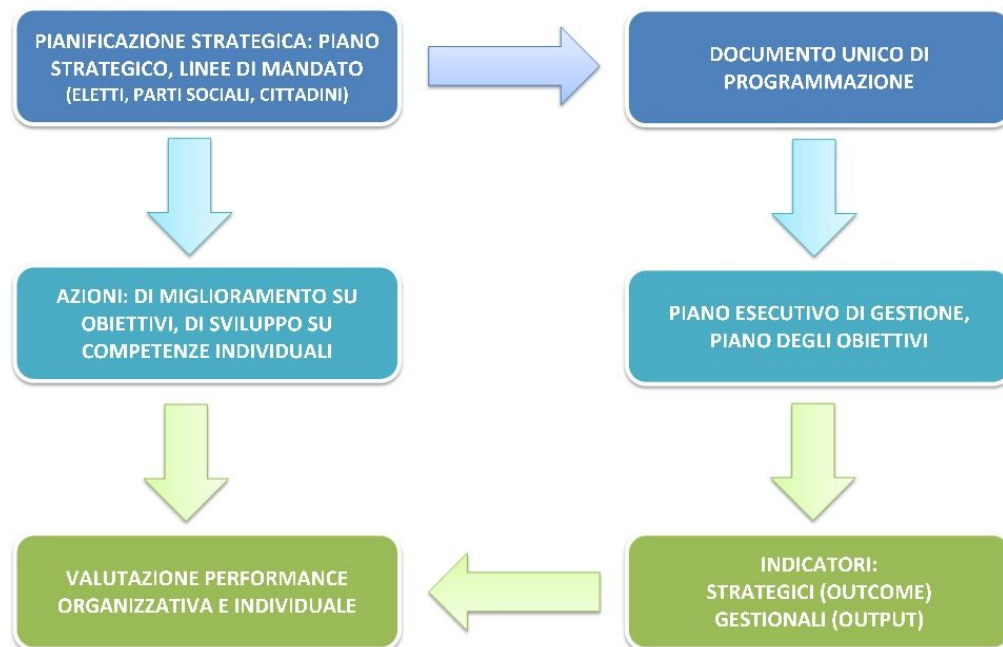 PIANIFICAZIONE STRATEGICA: PIANO
STRATEGICO, LINEE DI MANDATO
(ELETTI, PARTI SOCIALI, CITTADINI)
DOCUMENTO UNICO DI
PROGRAMMAZIONE
AZIONI: DI MIGLIORAMENTO SU
OBIETTIVI, DI SVILUPPO SU
COMPETENZE INDIVIDUALI
PIANO ESECUTIVO DI GESTIONE,
PIANO DEGLI OBIETTIVI
VALUTAZIONE PERFORMANCE
ORGANIZZATIVA E INDIVIDUALE
INDICATORI:
STRATEGICI (OUTCOME)
GESTIONALI (OUTPUT)